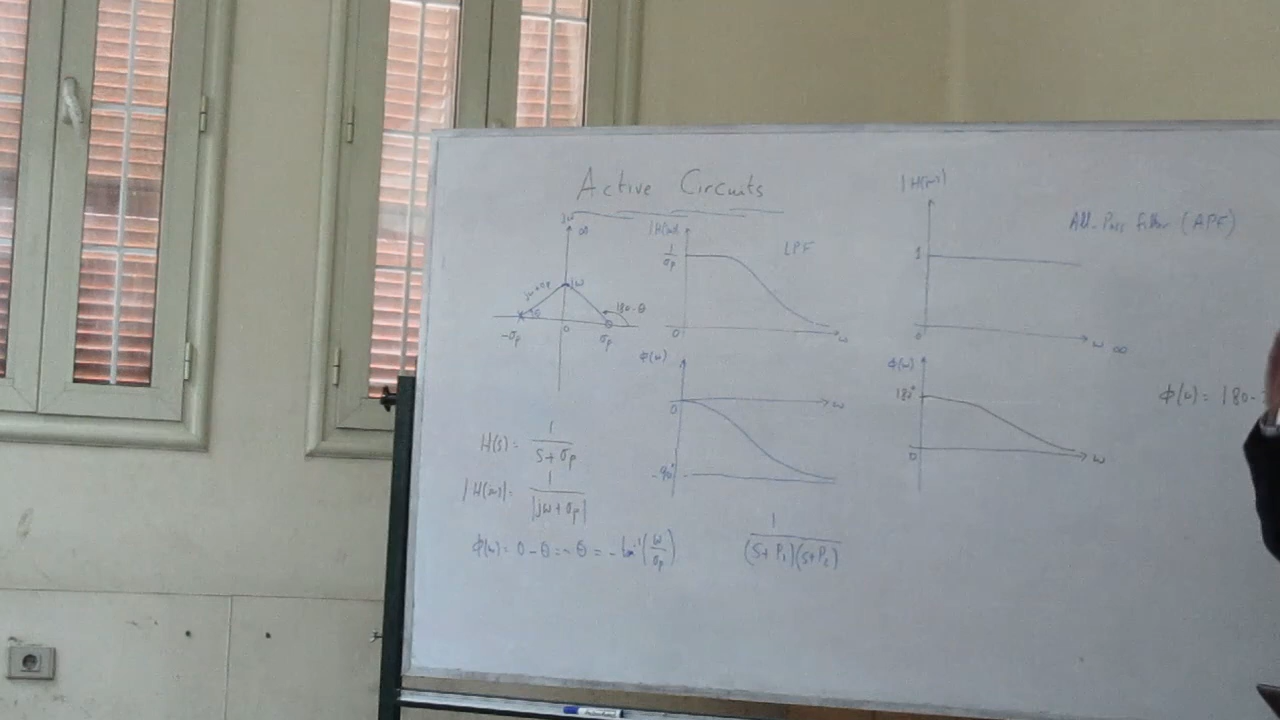 Active Circuits
jω
∞
jω+σp
jω
θ
180-θ
-σp
0
σp
|H(ω)|
1/σp
LPF
0
ω
Φ(ω)
0
ω
-90°
H(s)= 1/(s+σp)
|H(ω)|= 1/|jω+σp|
Φ(ω)= 0-θ=-θ=-tan⁻¹(ω/σp)
1/((s+P₁)(s+P₂))
|H(ω)|
All-Pass filter (APF)
1
0
ω
∞
Φ(ω)
180°
0
ω
Φ(ω)= 180-